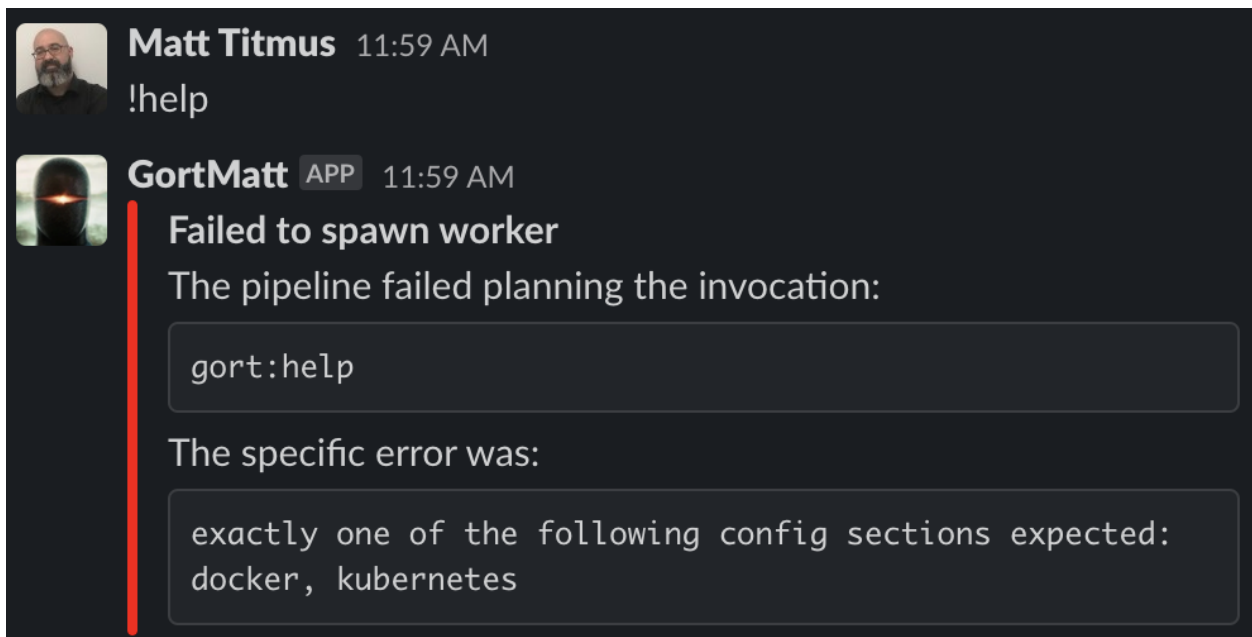 Matt Titmus 11:59 AM
!help
GortMatt APP 11:59 AM
Failed to spawn worker
The pipeline failed planning the invocation:
gort:help
The specific error was:
exactly one of the following config sections expected:
docker, kubernetes